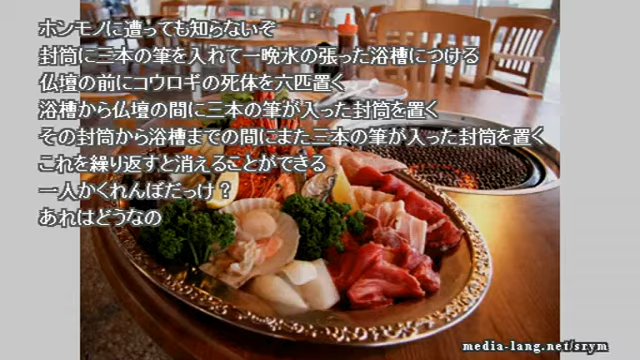 ホンモノに遭っても知らないぞ
封筒に三本の筆を入れて一晩水の張った浴槽につける
仏壇の前にコウロギの死体を六匹置く
浴槽から仏壇の間に三本の筆が入った封筒を置く
その封筒から浴槽までの間にまた三本の筆が入った封筒を置く
これを繰り返すと消えることができる
一人かくれんぼだっけ？
あれはどうなの
media-lang.net/srym